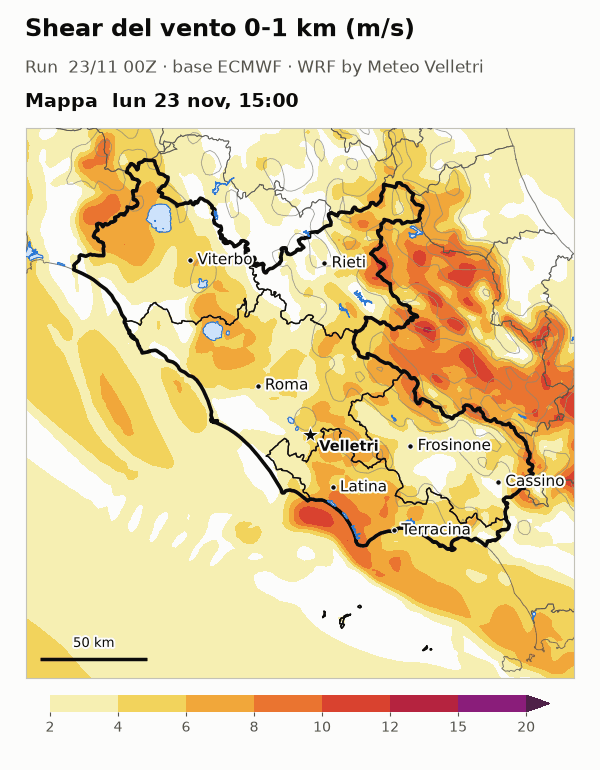 Shear del vento 0-1 km (m/s)
Run  23/11 00Z · base ECMWF · WRF by Meteo Velletri
Mappa  lun 23 nov, 15:00
Viterbo
Rieti
Roma
Velletri
Frosinone
Cassino
Latina
Terracina
50 km
2 4 6 8 10 12 15 20